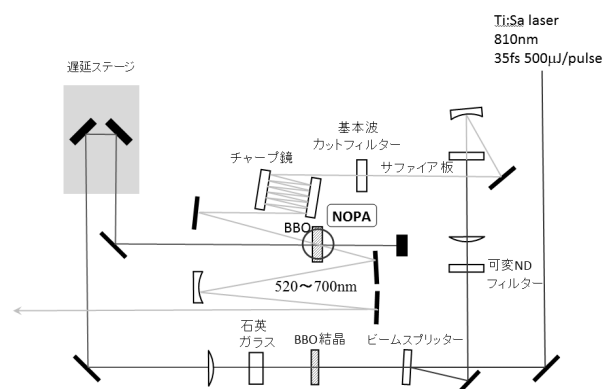 Ti:Sa laser
810nm
35fs 500μJ/pulse
遅延ステージ
基本波
カットフィルター
チャープ鏡
サファイア板
NOPA
BBO
可変ND
フィルター
520～700nm
石英
ガラス
BBO結晶
ビームスプリッター